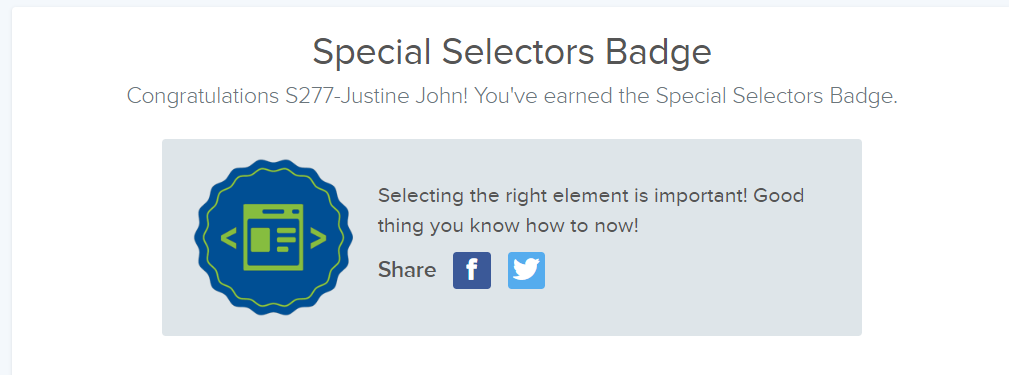 Special Selectors Badge
Congratulations S277-Justine John! You've earned the Special Selectors Badge.
Selecting the right element is important! Good
thing you know how to now!
Share